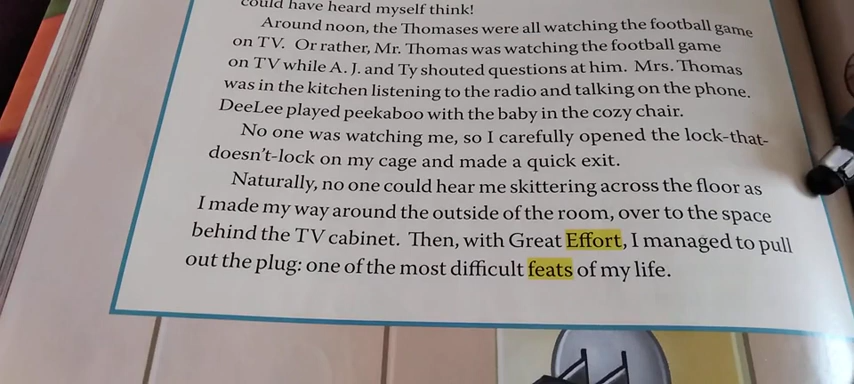 could have heard myself think!
Around noon, the Thomases were all watching the football game
on TV. Or rather, Mr. Thomas was watching the football game
on TV while A. J. and Ty shouted questions at him. Mrs. Thomas
was in the kitchen listening to the radio and talking on the phone.
DeeLee played peekaboo with the baby in the cozy chair.
No one was watching me, so I carefully opened the lock-that-
doesn't-lock on my cage and made a quick exit.
Naturally, no one could hear me skittering across the floor as
I made my way around the outside of the room, over to the space
behind the TV cabinet. Then, with Great Effort, I managed to pull
out the plug: one of the most difficult feats of my life.